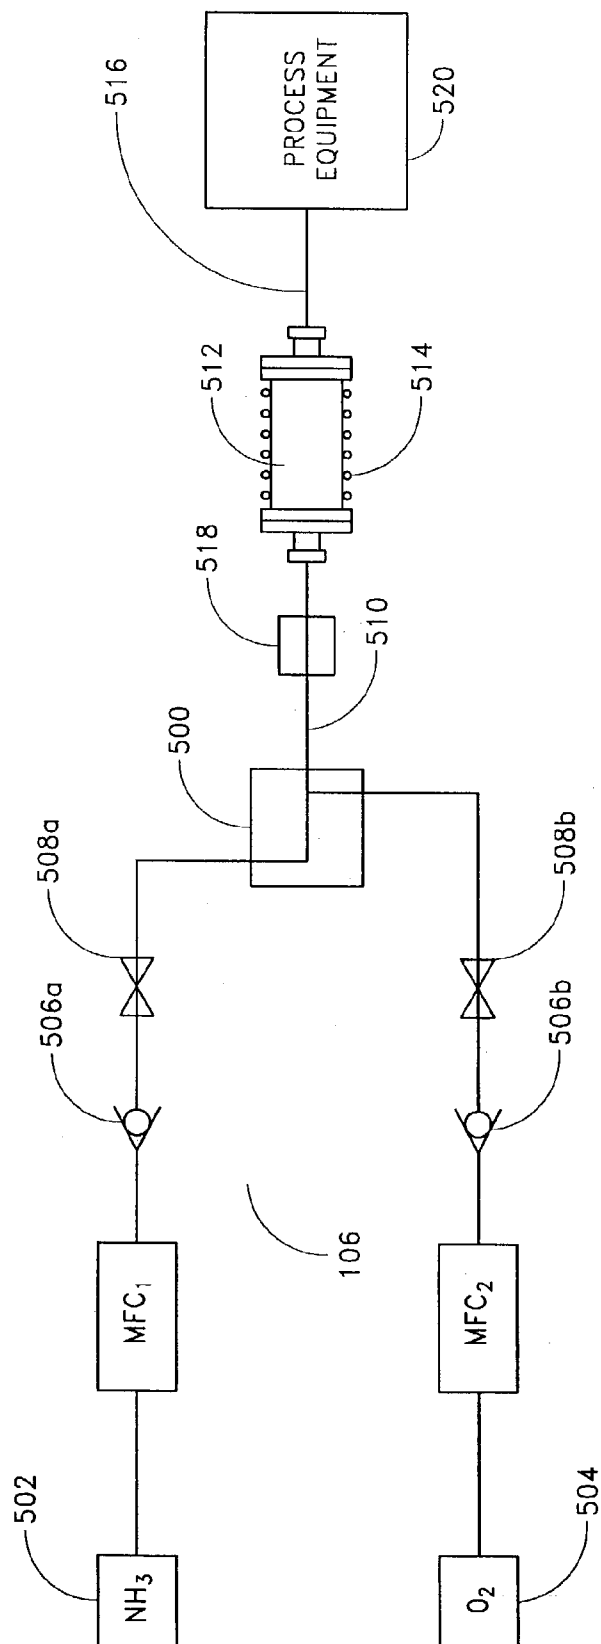 502
NH₃
MFC₁
506a
508a
500
518
512
516
PROCESS
EQUIPMENT
520
514
510
508b
506b
106
MFC₂
O₂
504